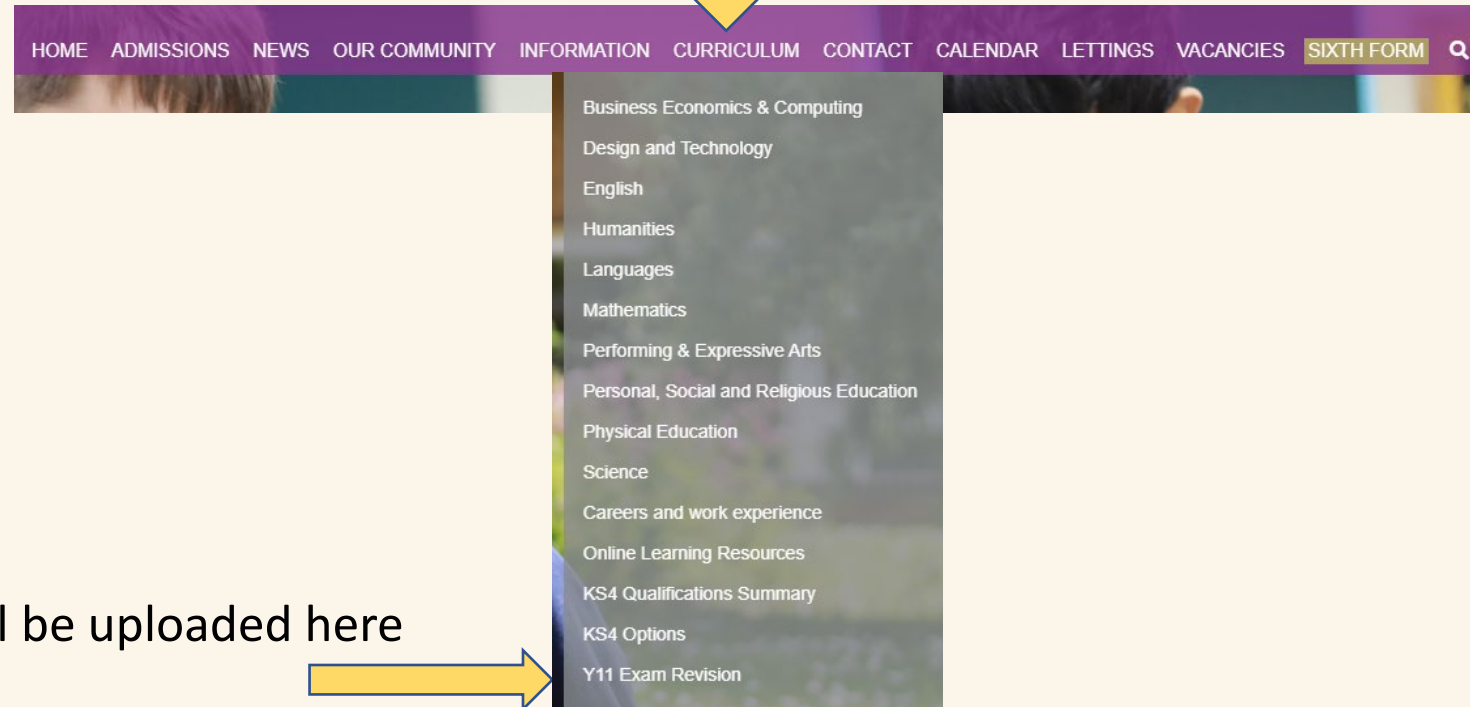 HOME ADMISSIONS NEWS OUR COMMUNITY INFORMATION CURRICULUM CONTACT CALENDAR LETTINGS VACANCIES SIXTH FORM
Business Economics & Computing
Design and Technology
English
Humanities
Languages
Mathematics
Performing & Expressive Arts
Personal, Social and Religious Education
Physical Education
Science
Careers and work experience
Online Learning Resources
KS4 Qualifications Summary
be uploaded here
KS4 Options
Y11 Exam Revision